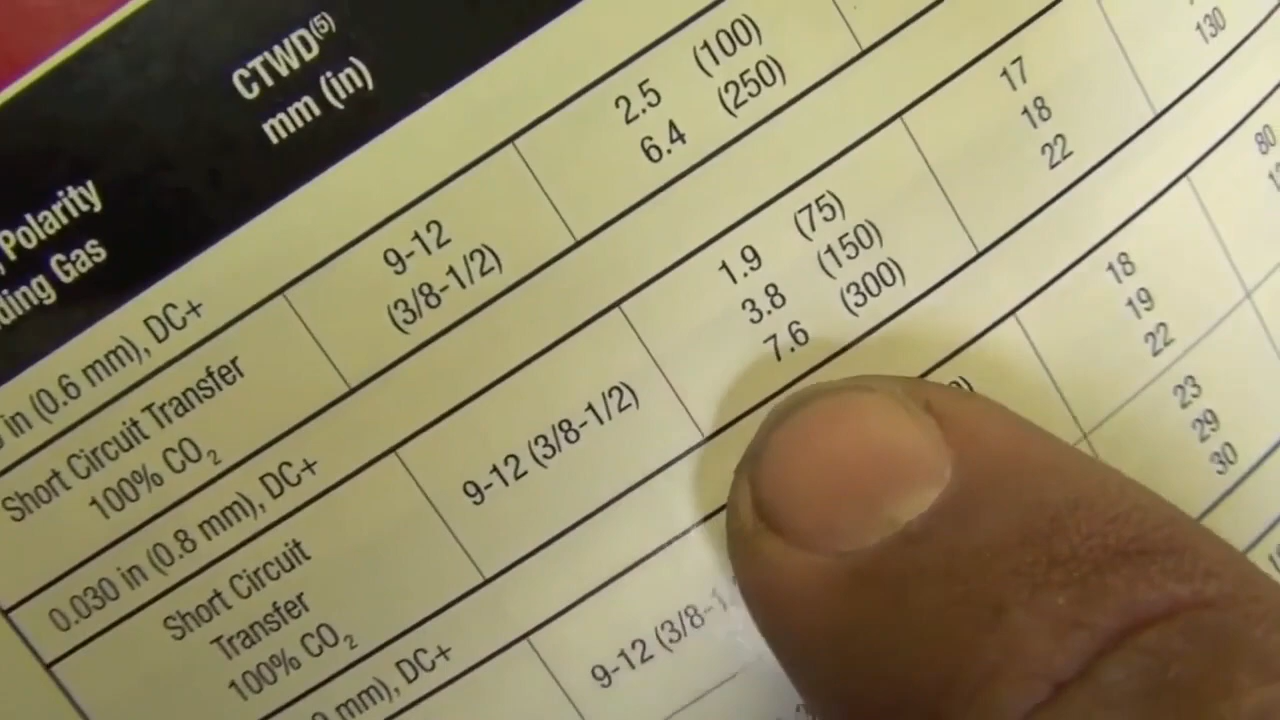 Polarity
CTWD(5)
mm (in)
in (0.6 mm), DC+
Short Circuit Transfer
100% CO2
9-12
(3/8-1/2)
2.5 (100)
6.4 (250)
130
0.030 in (0.8 mm), DC+
Short Circuit
Transfer
100% CO2
9-12 (3/8-1/2)
1.9 (75)
3.8 (150)
7.6 (300)
17
18
22
80
mm), DC+
9-12 (3/8-1
18
19
22
23
29
30